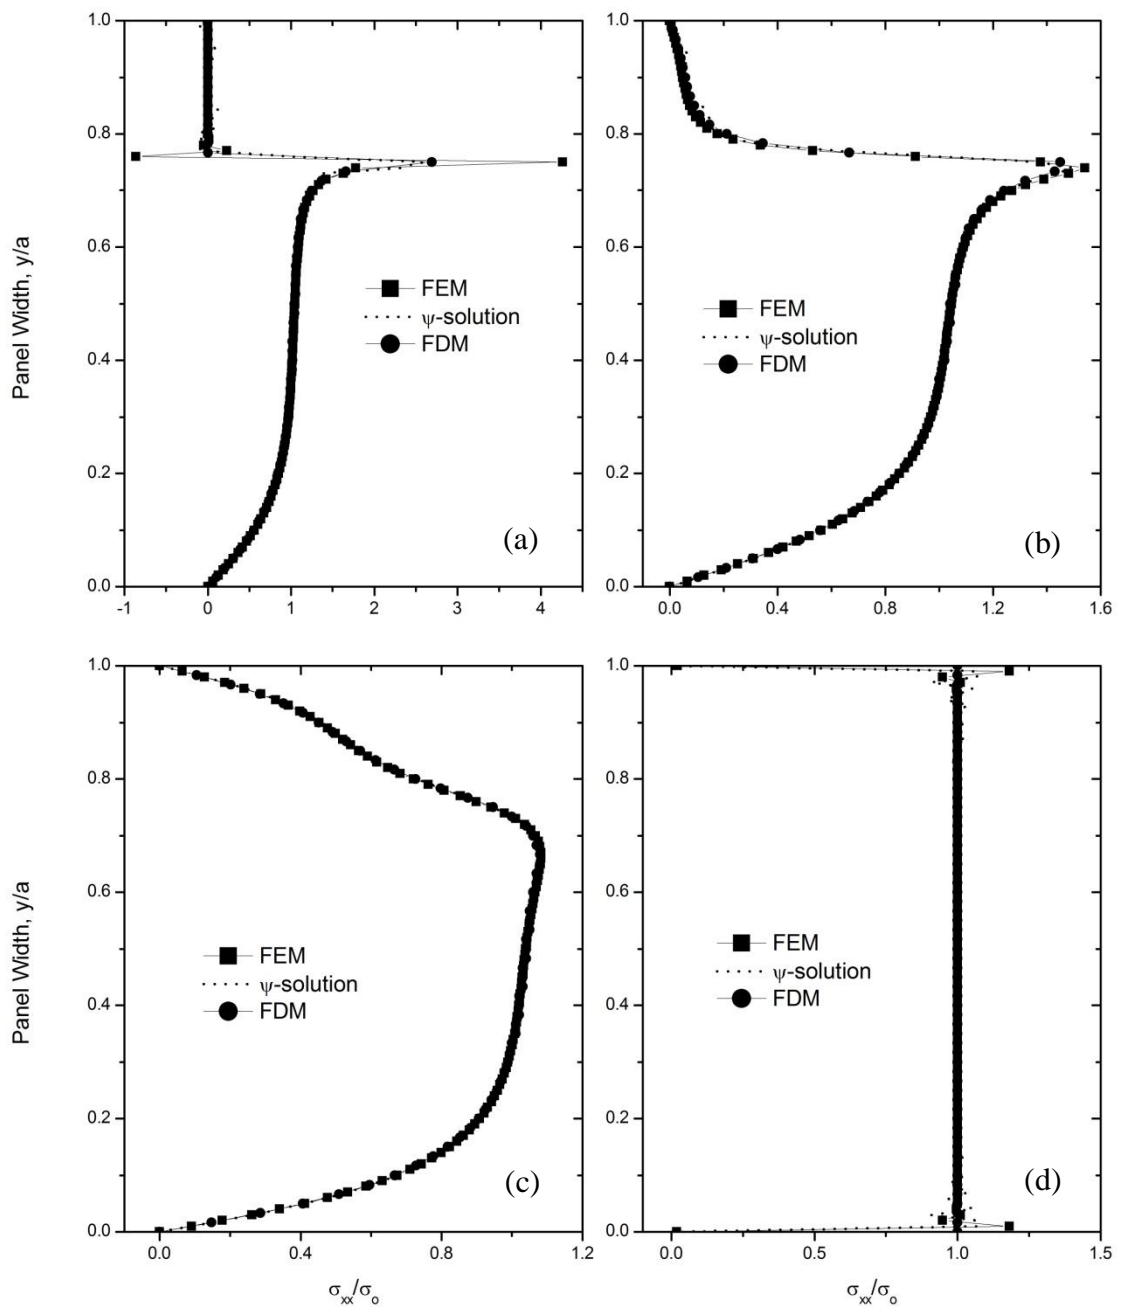 1.0
0.8
0.6
0.4
0.2
0.0
-1 0 1 2 3 4
Panel Width, y/a
FEM
ψ-solution
FDM
(a)
1.0
0.8
0.6
0.4
0.2
0.0
0.0 0.4 0.8 1.2 1.6
FEM
ψ-solution
FDM
(b)
1.0
0.8
0.6
0.4
0.2
0.0
0.0 0.4 0.8 1.2
Panel Width, y/a
FEM
ψ-solution
FDM
(c)
σxx/σo
1.0
0.8
0.6
0.4
0.2
0.0
0.0 0.5 1.0 1.5
FEM
ψ-solution
FDM
(d)
σxx/σo